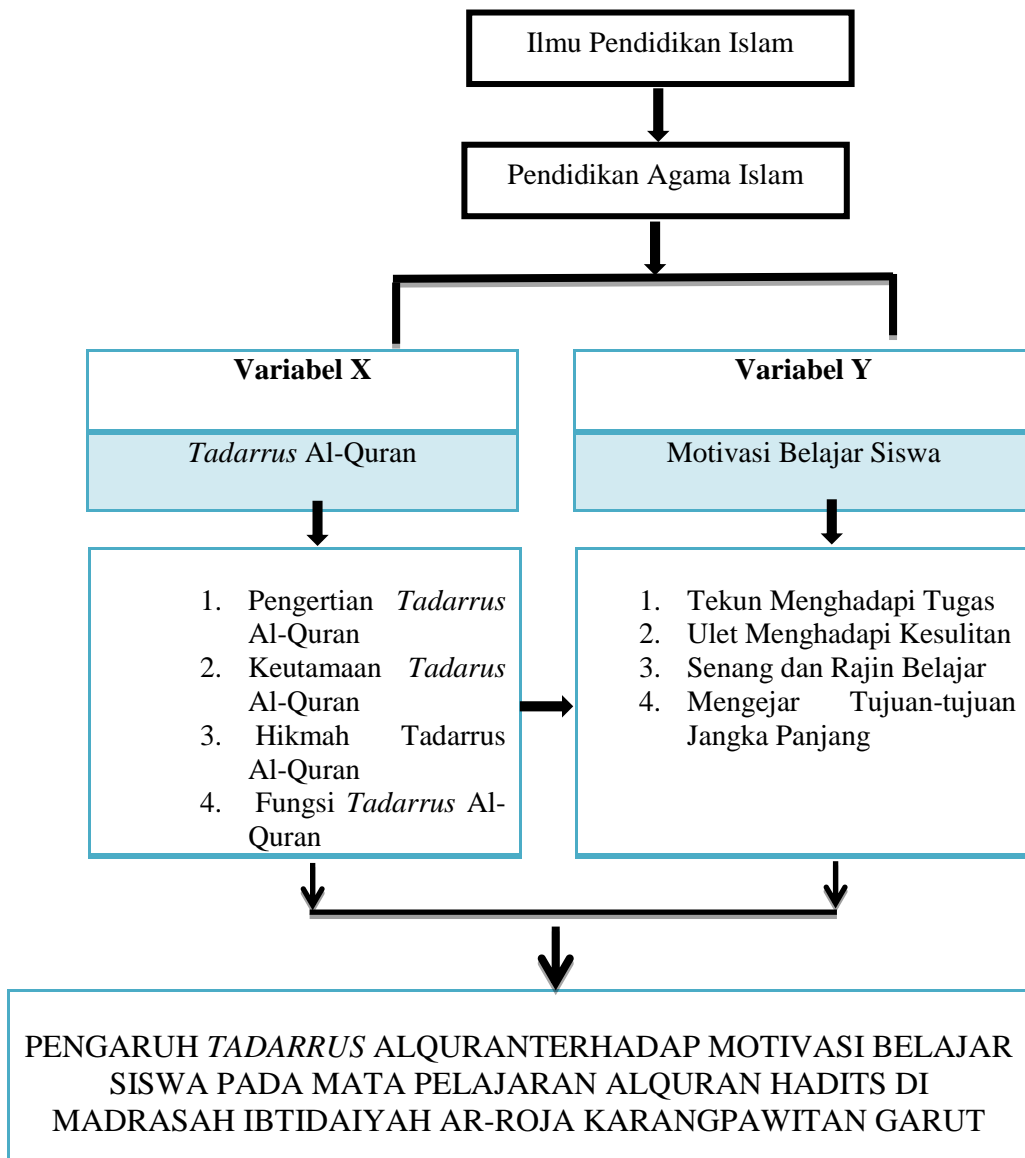 Ilmu Pendidikan Islam
Pendidikan Agama Islam
Variabel X
Tadarrus Al-Quran
1. Pengertian Tadarrus
Al-Quran
2. Keutamaan Tadarus
Al-Quran
3. Hikmah Tadarrus
Al-Quran
4. Fungsi Tadarrus Al-
Quran
Variabel Y
Motivasi Belajar Siswa
1. Tekun Menghadapi Tugas
2. Ulet Menghadapi Kesulitan
3. Senang dan Rajin Belajar
4. Mengejar Tujuan-tujuan
Jangka Panjang
PENGARUH TADARRUS ALQURANTERHADAP MOTIVASI BELAJAR
SISWA PADA MATA PELAJARAN ALQURAN HADITS DI
MADRASAH IBTIDAIYAH AR-ROJA KARANGPAWITAN GARUT